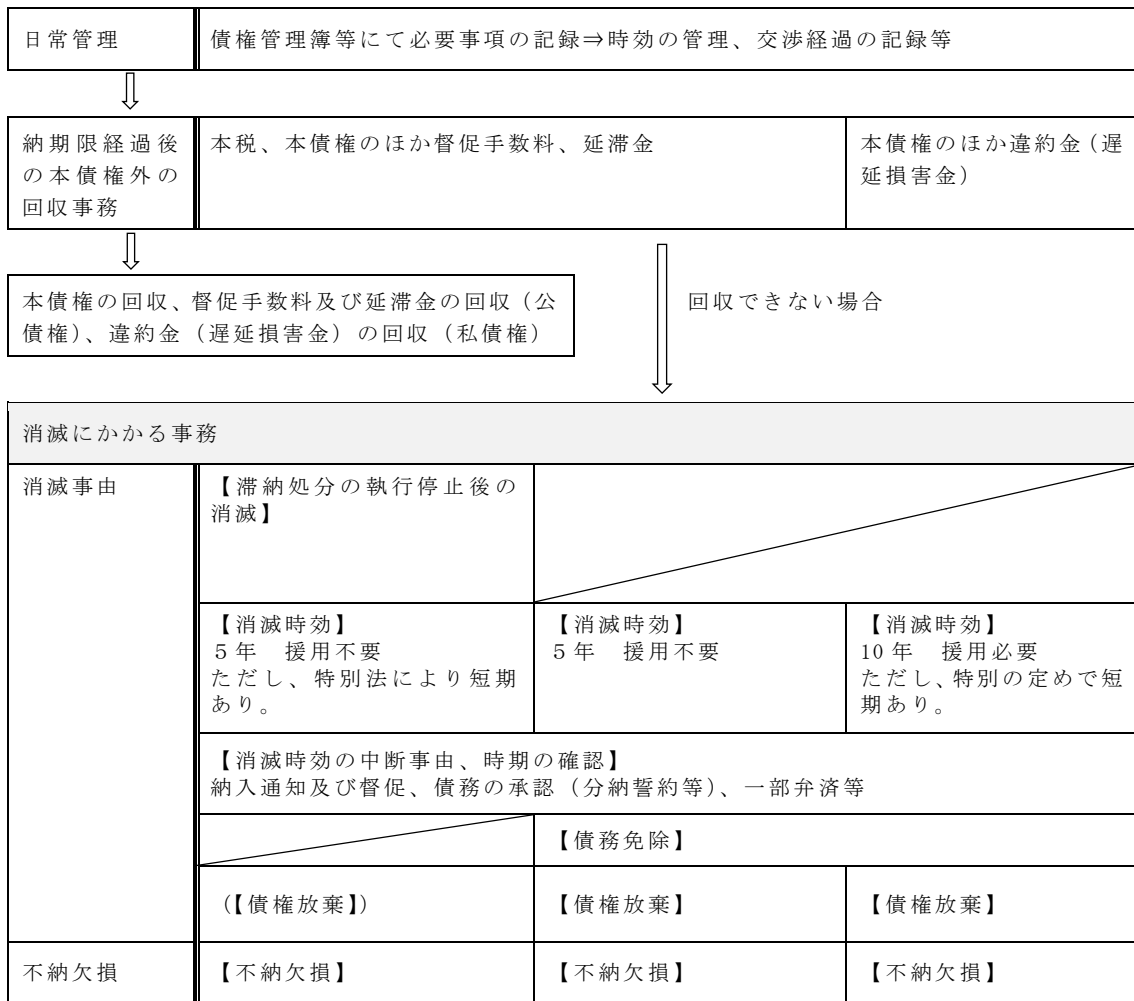 日常管理
債権管理簿等にて必要事項の記録⇒時効の管理、交渉経過の記録等
納期限経過後
の本債権外の
回収事務
本税、本債権のほか督促手数料、延滞金
本債権のほか違約金（遅
延損害金）
本債権の回収、督促手数料及び延滞金の回収（公
債権）、違約金（遅延損害金）の回収（私債権）
回収できない場合
消滅にかかる事務
消滅事由
【滞納処分の執行停止後の
消滅】
【消滅時効】
５年　援用不要
ただし、特別法により短期
あり。
【消滅時効】
５年　援用不要
【消滅時効】
10年　援用必要
ただし、特別の定めで短
期あり。
【消滅時効の中断事由、時期の確認】
納入通知及び督促、債務の承認（分納誓約等）、一部弁済等
【債務免除】
（【債権放棄】）
【債権放棄】
【債権放棄】
不納欠損
【不納欠損】
【不納欠損】
【不納欠損】